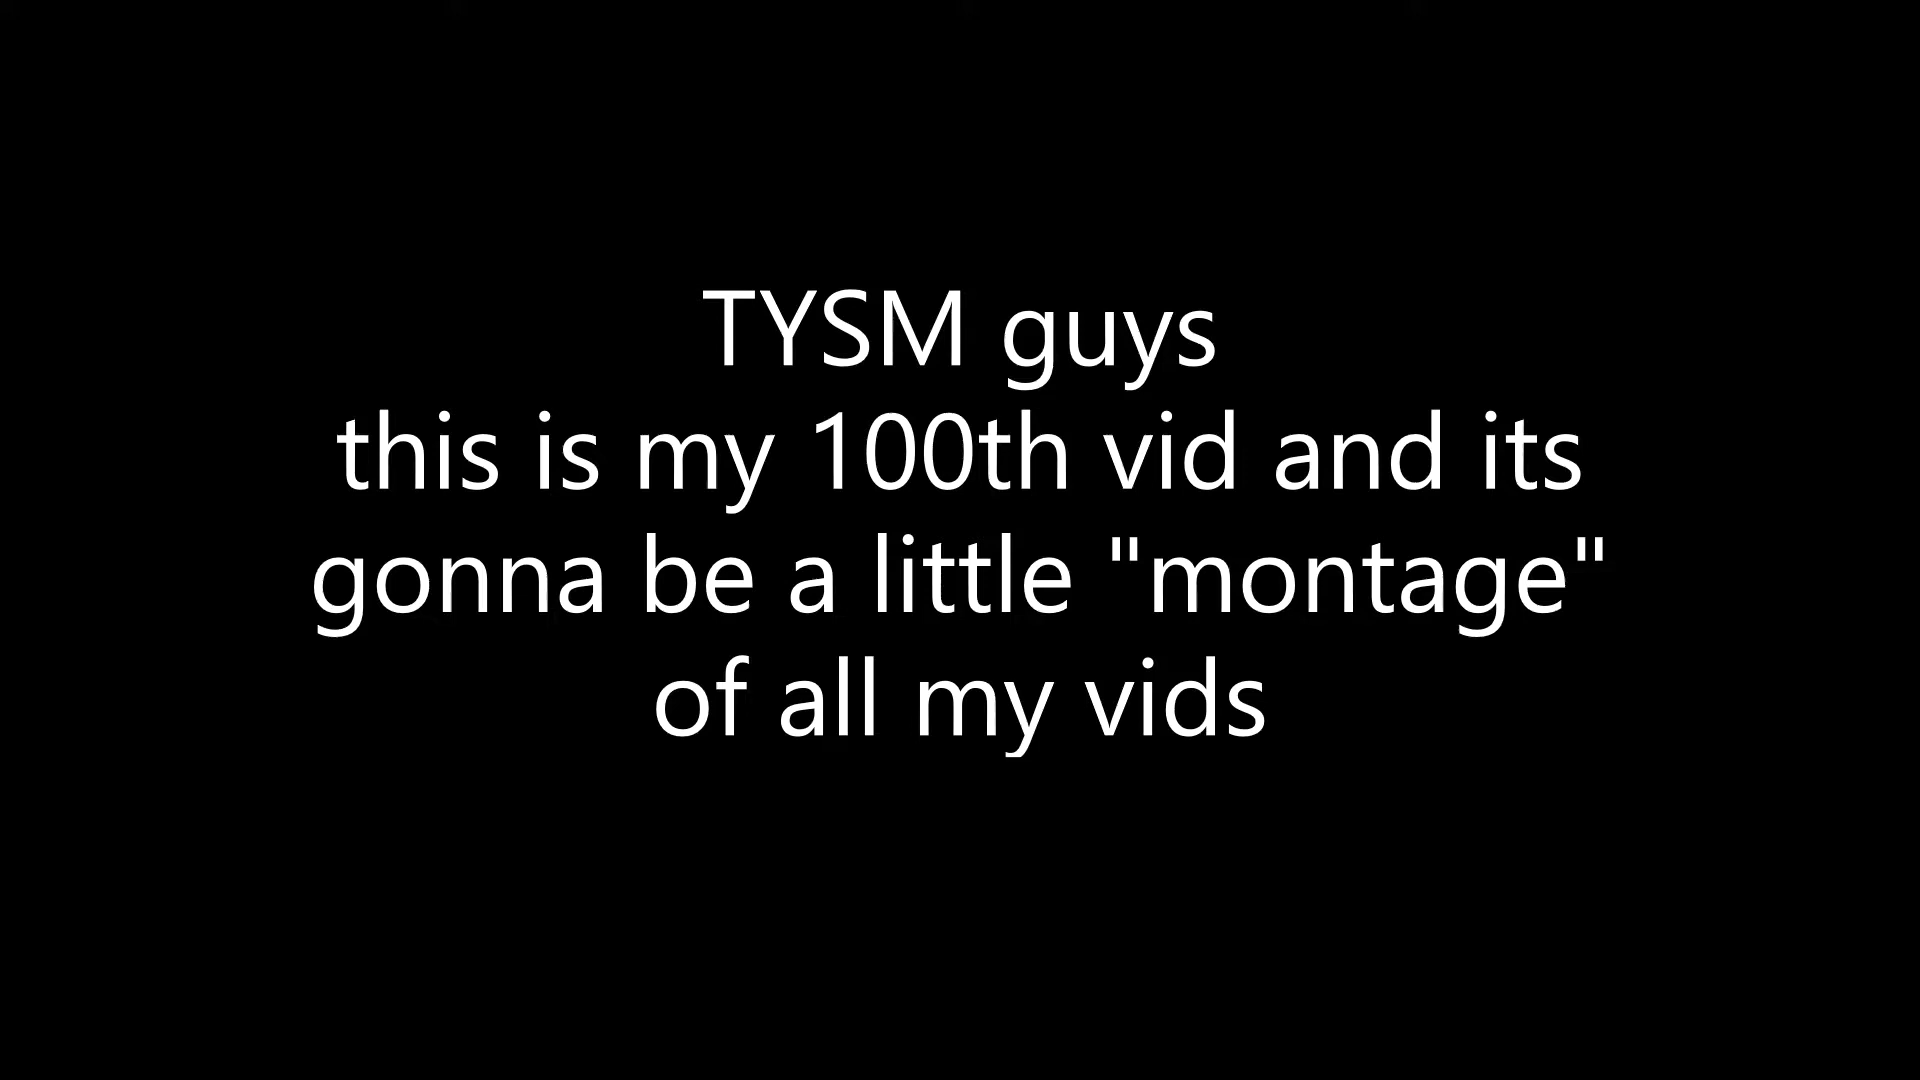 TYSM guys
this is my 100th vid and its
gonna be a little "montage"
of all my vids